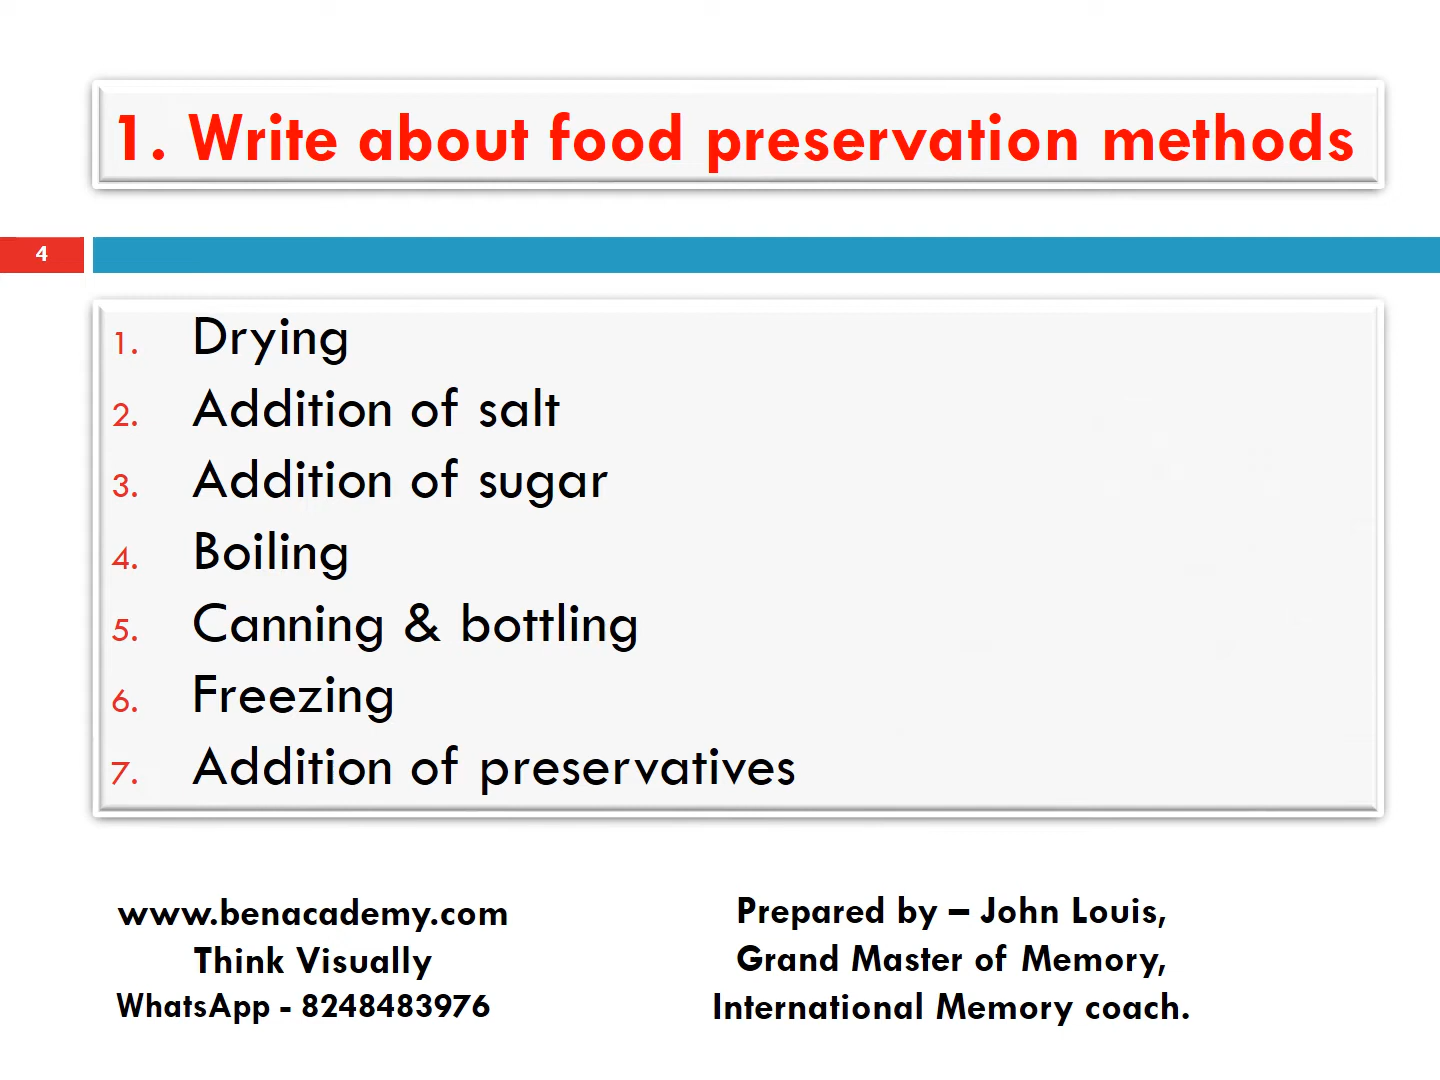 1. Write about food preservation methods
4
1. Drying
2. Addition of salt
3. Addition of sugar
4. Boiling
5. Canning & bottling
6. Freezing
7. Addition of preservatives
www.benacademy.com
Think Visually
WhatsApp - 8248483976
Prepared by – John Louis,
Grand Master of Memory,
International Memory coach.